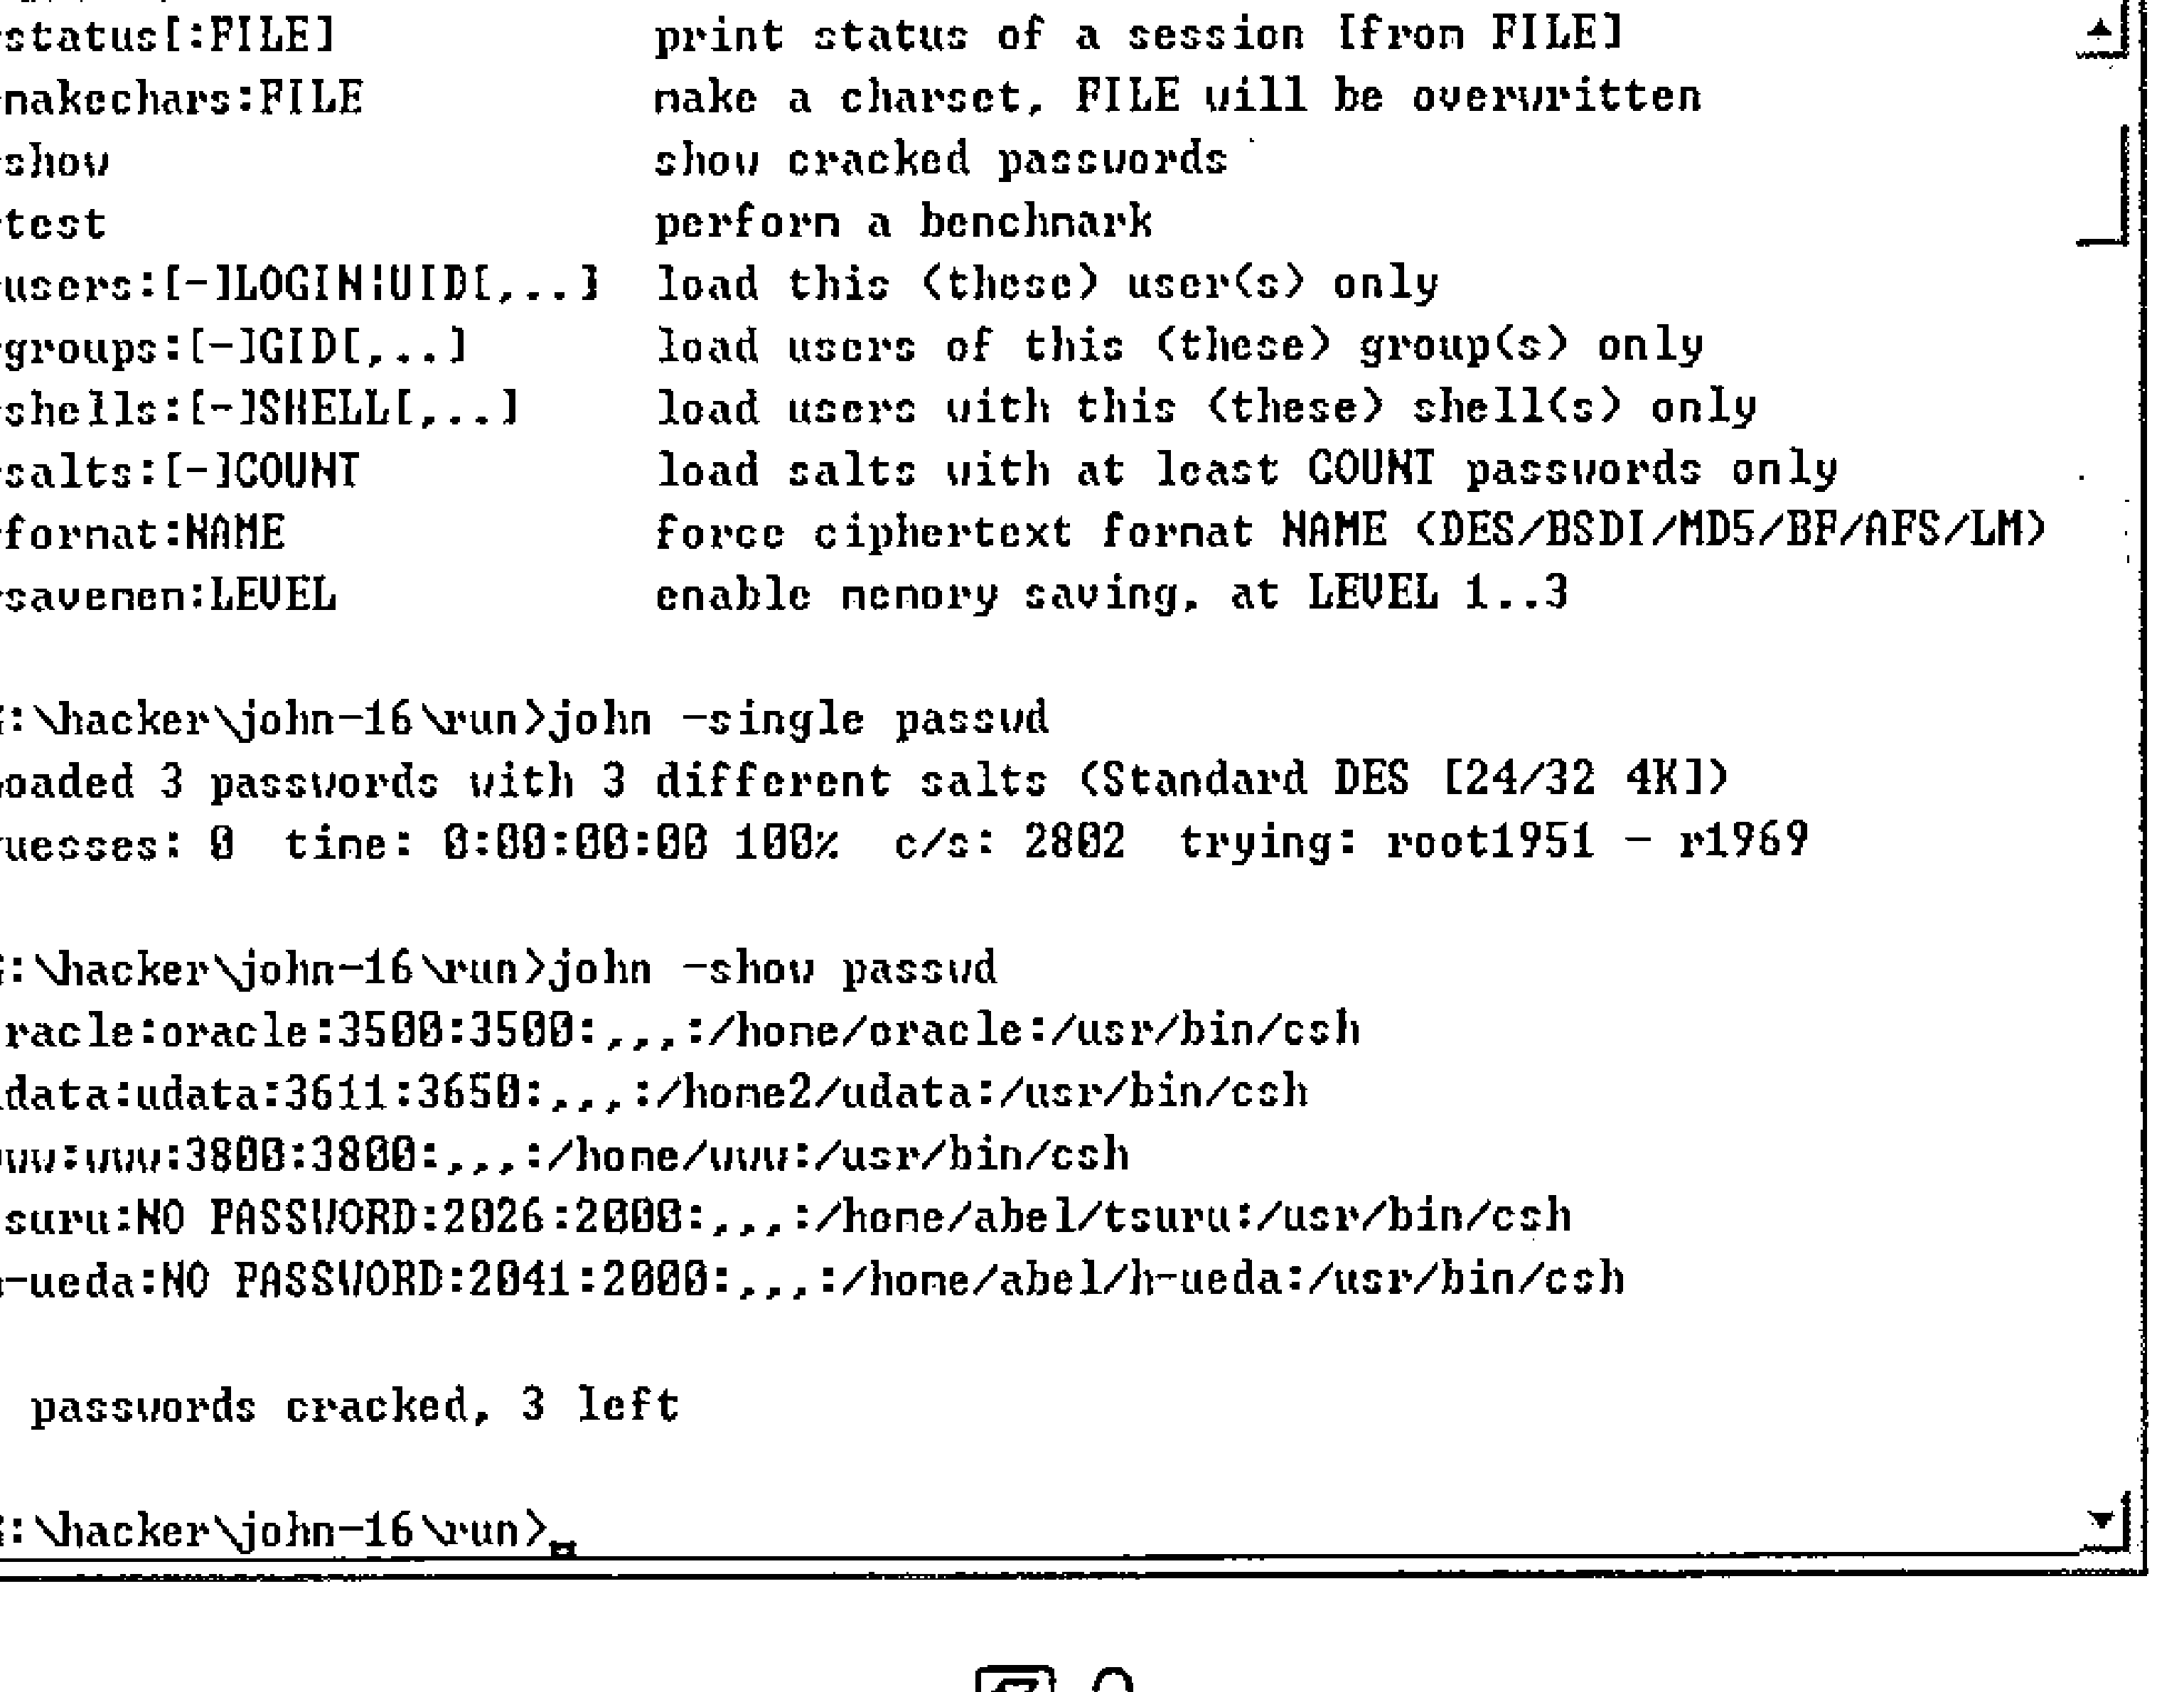 status[:FILE] print status of a session [from FILE]
makechars:FILE make a charset, FILE will be overwritten
show show cracked passwords
test perform a benchmark
users:[-]LOGIN|UID[,..] load this (these) user(s) only
groups:[-]GID[,..] load users of this (these) group(s) only
shells:[-]SHELL[,..] load users with this (these) shell(s) only
salts:[-]COUNT load salts with at least COUNT passwords only
format:NAME force ciphertext format NAME (DES/BSDI/MD5/BF/AFS/LM)
savemem:LEVEL enable memory saving, at LEVEL 1..3
:\hacker\john-16\run>john -single passwd
oaded 3 passwords with 3 different salts (Standard DES [24/32 4K])
uesses: 0 time: 0:00:00:00 100% c/s: 2802 trying: root1951 - r1969
:\hacker\john-16\run>john -show passwd
racle:oracle:3500:3500:,,,:/home/oracle:/usr/bin/csh
data:udata:3611:3650:,,,:/home2/udata:/usr/bin/csh
ww:www:3800:3800:,,,:/home/www:/usr/bin/csh
suru:NO PASSWORD:2026:2000:,,,:/home/abel/tsuru:/usr/bin/csh
-ueda:NO PASSWORD:2041:2000:,,,:/home/abel/h-ueda:/usr/bin/csh
passwords cracked, 3 left
:\hacker\john-16\run>_